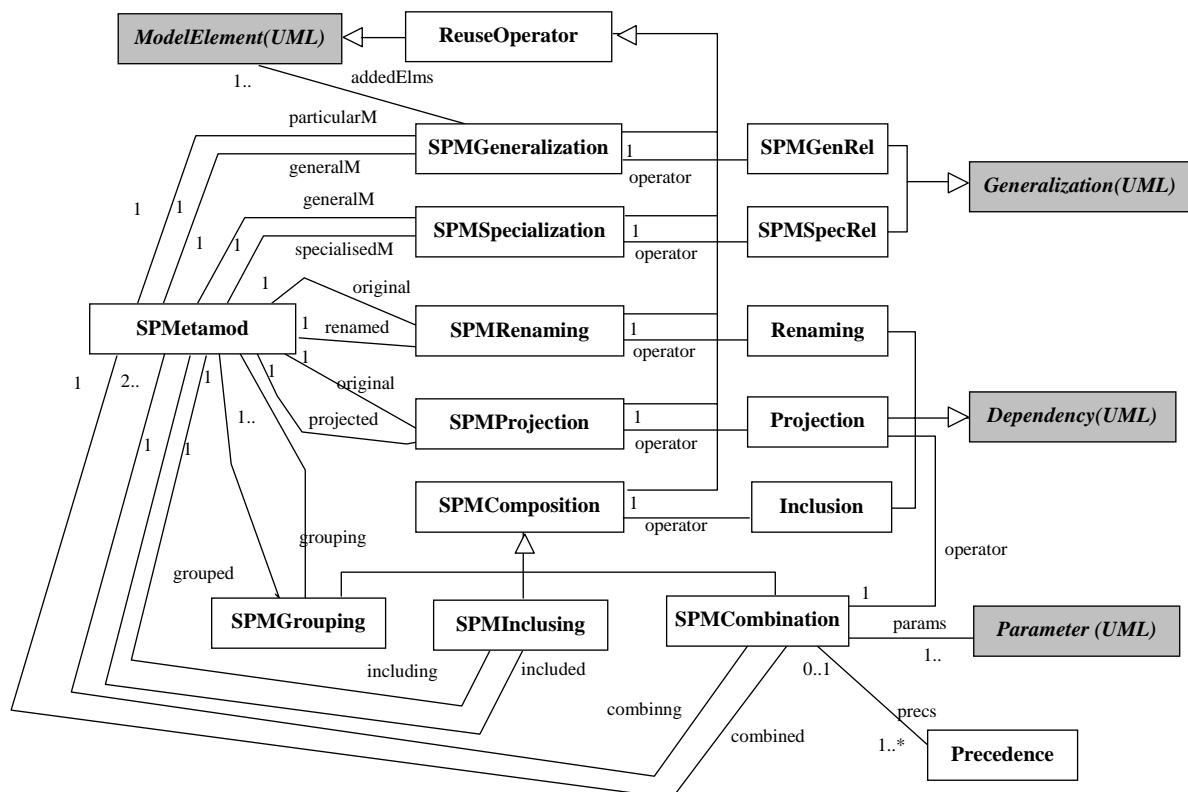 ModelElement(UML)
ReuseOperator
1..
addedElms
particularM
SPMGeneralization
1
SPMGenRel
operator
generalM
Generalization(UML)
1
1
generalM
SPMSpecialization
1
SPMSpecRel
operator
1
1
specialisedM
1
original
SPMetamod
1
renamed
SPMRenaming
1
Renaming
operator
1
original
1
2..
1
1
1..
projected
SPMProjection
1
Projection
operator
Dependency(UML)
1
1
SPMComposition
1
Inclusion
operator
grouping
operator
grouped
SPMGrouping
SPMInclusing
SPMCombination
1
params
1..
Parameter (UML)
including
included
0..1
combinng
combined
precs
1..*
Precedence